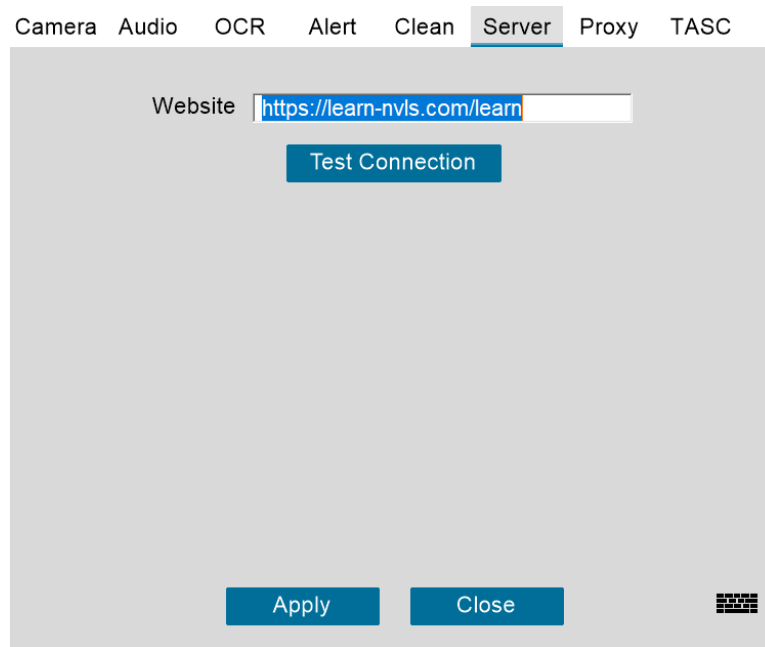 Camera Audio OCR Alert Clean Server Proxy TASC
Website https://learn-nvls.com/learn
Test Connection
Apply Close